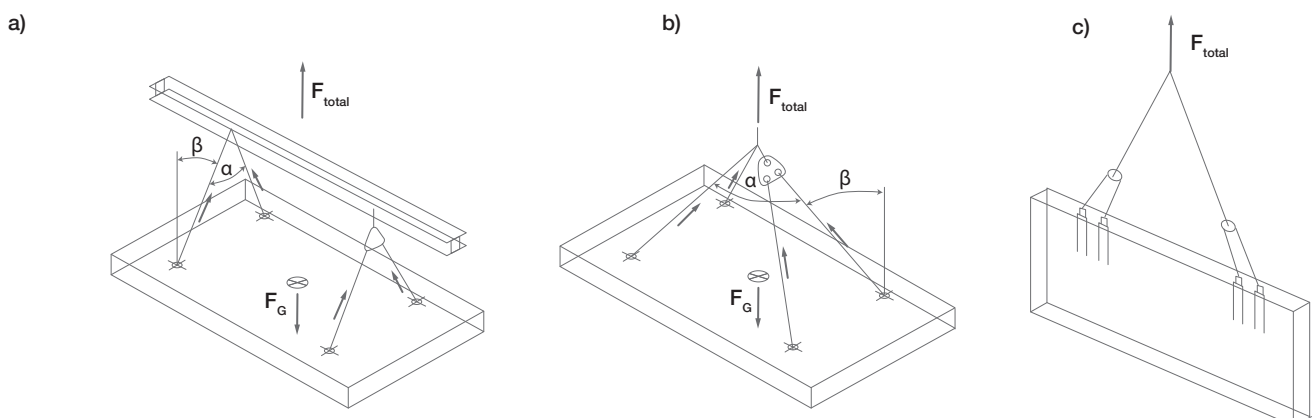 a)
F_total
β
α
F_G
b)
F_total
α
β
F_G
c)
F_total